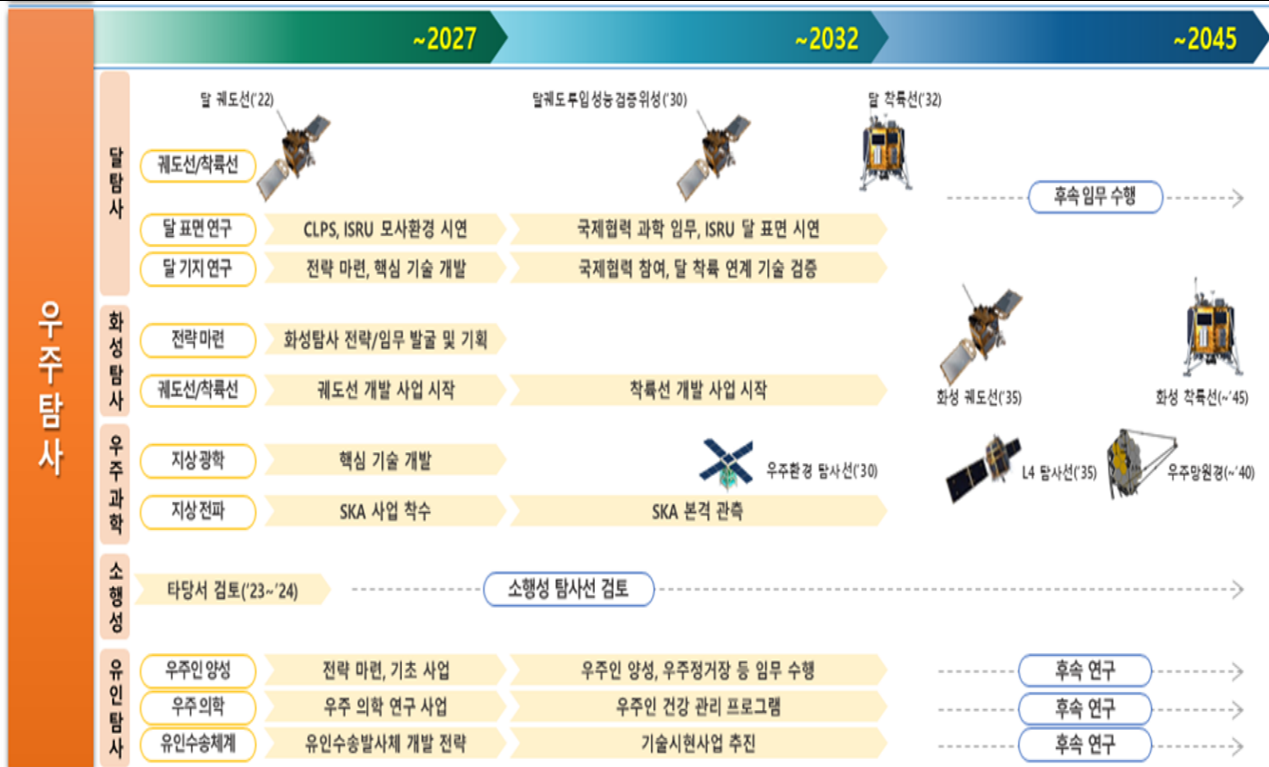 ~2027
~2032
~2045
우주탐사
달탐사
달 궤도선('22)
달궤도투입성능검증위성('30)
달 착륙선('32)
궤도선/착륙선
후속 임무 수행
달 표면 연구
CLPS, ISRU 모사환경 시연
국제협력 과학 임무, ISRU 달 표면 시연
달 기지 연구
전략 마련, 핵심 기술 개발
국제협력 참여, 달 착륙 연계 기술 검증
화성탐사
전략 마련
화성탐사 전략/임무 발굴 및 기획
궤도선/착륙선
궤도선 개발 사업 시작
착륙선 개발 사업 시작
화성 궤도선('35)
화성 착륙선(~'45)
우주과학
지상 광학
핵심 기술 개발
우주환경 탐사선('30)
L4 탐사선('35)
우주망원경(~'40)
지상 전파
SKA 사업 착수
SKA 본격 관측
소행성
타당서 검토('23~'24)
소행성 탐사선 검토
유인탐사
우주인 양성
전략 마련, 기초 사업
우주인 양성, 우주정거장 등 임무 수행
후속 연구
우주 의학
우주 의학 연구 사업
우주인 건강 관리 프로그램
후속 연구
유인수송체계
유인수송발사체 개발 전략
기술시현사업 추진
후속 연구